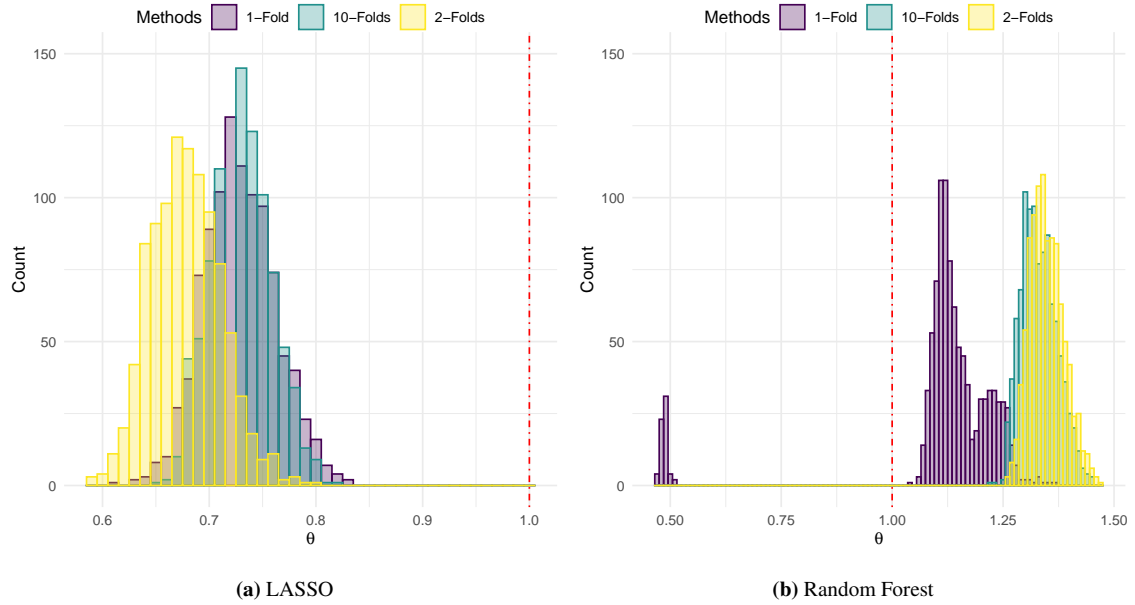 Methods 1−Fold 10−Folds 2−Folds
150
100
50
0
Count
0.6 0.7 0.8 0.9 1.0
θ
(a) LASSO
Methods 1−Fold 10−Folds 2−Folds
150
100
50
0
Count
0.50 0.75 1.00 1.25 1.50
θ
(b) Random Forest